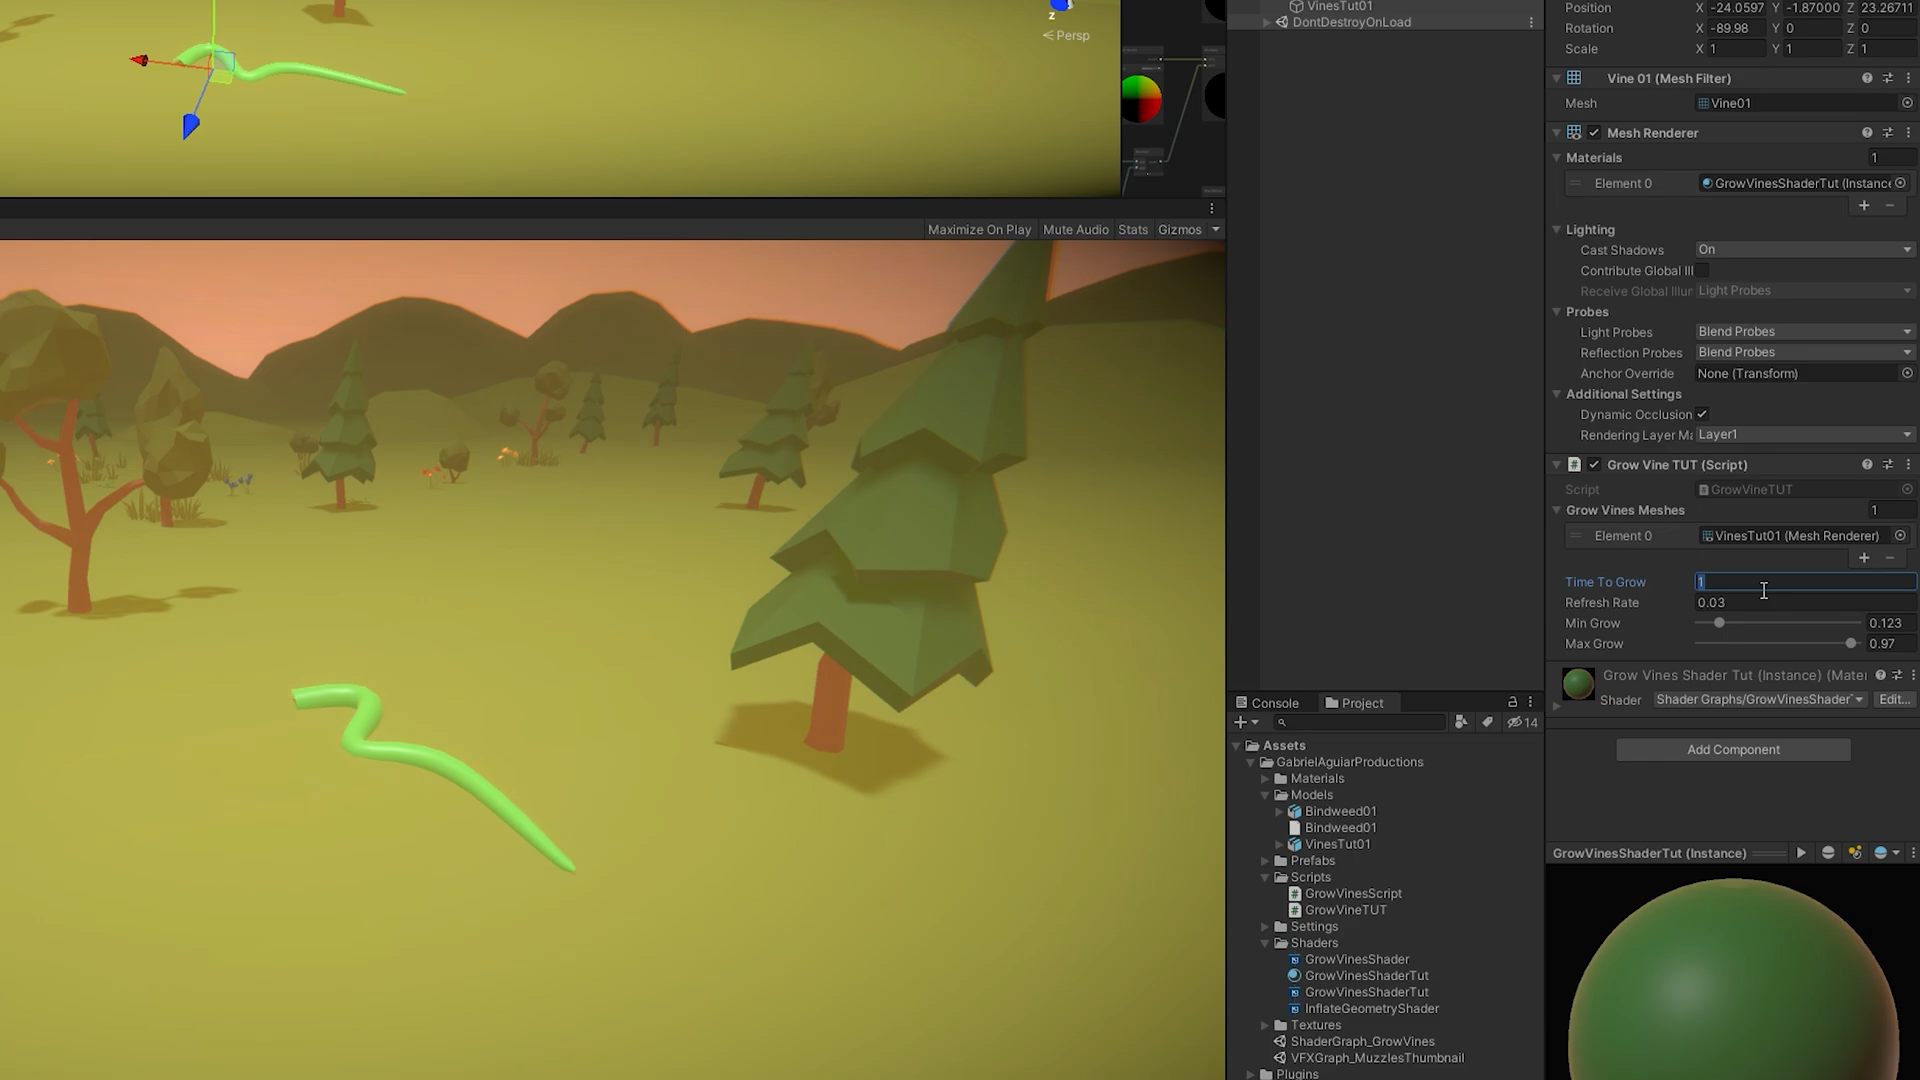 z
Persp
Maximize On Play Mute Audio Stats Gizmos
VinesTut01
DontDestroyOnLoad
Position X -24.0597 Y -1.87000 Z 23.26711
Rotation X -89.98 Y 0 Z 0
Scale X 1 Y 1 Z 1
Vine 01 (Mesh Filter)
Mesh Vine01
Mesh Renderer
Materials 1
Element 0 GrowVinesShaderTut (Instance
Lighting
Cast Shadows On
Contribute Global Ill
Receive Global Illur Light Probes
Probes
Light Probes Blend Probes
Reflection Probes Blend Probes
Anchor Override None (Transform)
Additional Settings
Dynamic Occlusion
Rendering Layer Ma Layer1
Grow Vine TUT (Script)
Script GrowVineTUT
Grow Vines Meshes 1
Element 0 VinesTut01 (Mesh Renderer)
Time To Grow 1
Refresh Rate 0.03
Min Grow 0.123
Max Grow 0.97
Grow Vines Shader Tut (Instance) (Mater
Shader Shader Graphs/GrowVinesShader Edit...
Add Component
GrowVinesShaderTut (Instance)
Console Project
14
Assets
GabrielAguiarProductions
Materials
Models
Bindweed01
Bindweed01
VinesTut01
Prefabs
Scripts
GrowVinesScript
GrowVineTUT
Settings
Shaders
GrowVinesShader
GrowVinesShaderTut
GrowVinesShaderTut
InflateGeometryShader
Textures
ShaderGraph_GrowVines
VFXGraph_MuzzlesThumbnail
Plugins